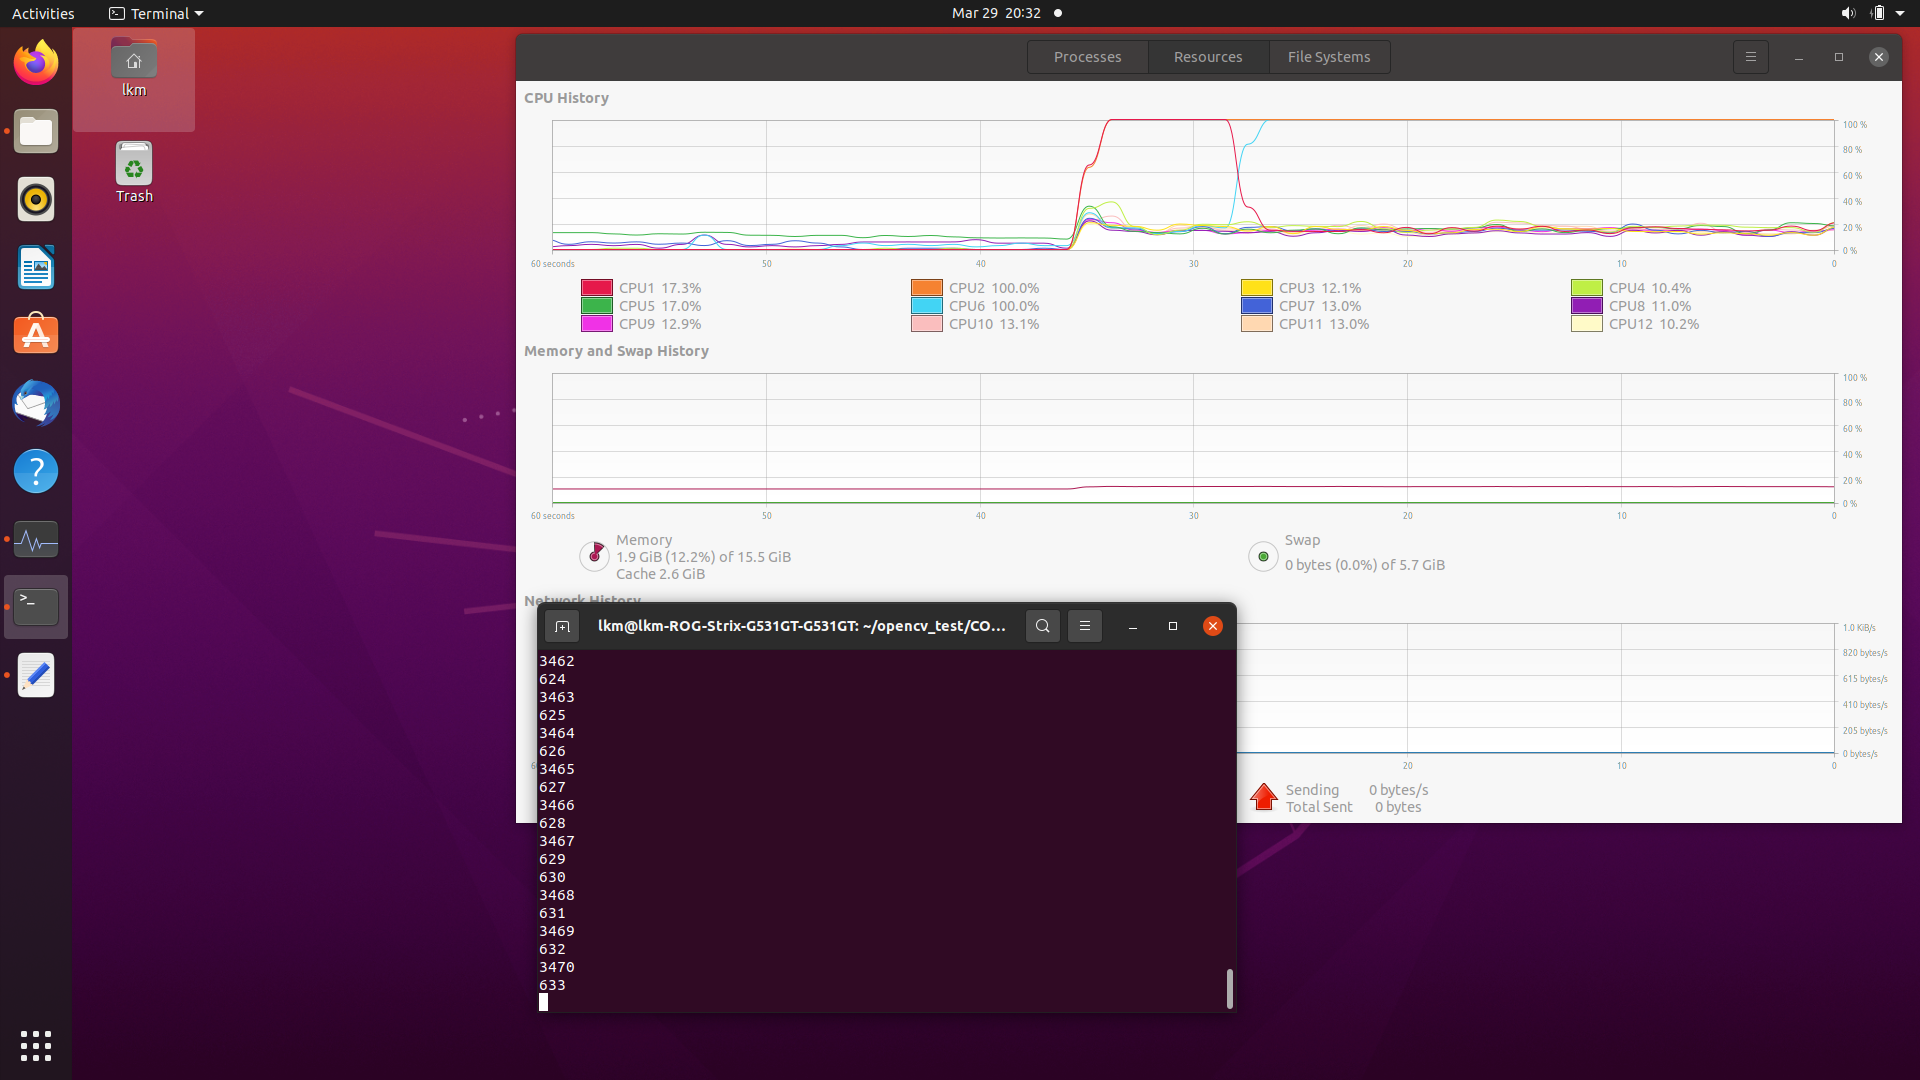 Activities
Terminal
Mar 29 20:32
lkm
Trash
Processes
Resources
File Systems
CPU History
100 %
80 %
60 %
40 %
20 %
0 %
60 seconds
50
40
30
20
10
0
CPU1 17.3%
CPU2 100.0%
CPU3 12.1%
CPU4 10.4%
CPU5 17.0%
CPU6 100.0%
CPU7 13.0%
CPU8 11.0%
CPU9 12.9%
CPU10 13.1%
CPU11 13.0%
CPU12 10.2%
Memory and Swap History
100 %
80 %
60 %
40 %
20 %
0 %
60 seconds
50
40
30
20
10
0
Memory
1.9 GiB (12.2%) of 15.5 GiB
Cache 2.6 GiB
Swap
0 bytes (0.0%) of 5.7 GiB
Network History
1.0 KiB/s
820 bytes/s
615 bytes/s
410 bytes/s
205 bytes/s
0 bytes/s
20
10
0
Sending 0 bytes/s
Total Sent 0 bytes
lkm@lkm-ROG-Strix-G531GT-G531GT: ~/opencv_test/CO...
3462
624
3463
625
3464
626
3465
627
3466
628
3467
629
630
3468
631
3469
632
3470
633